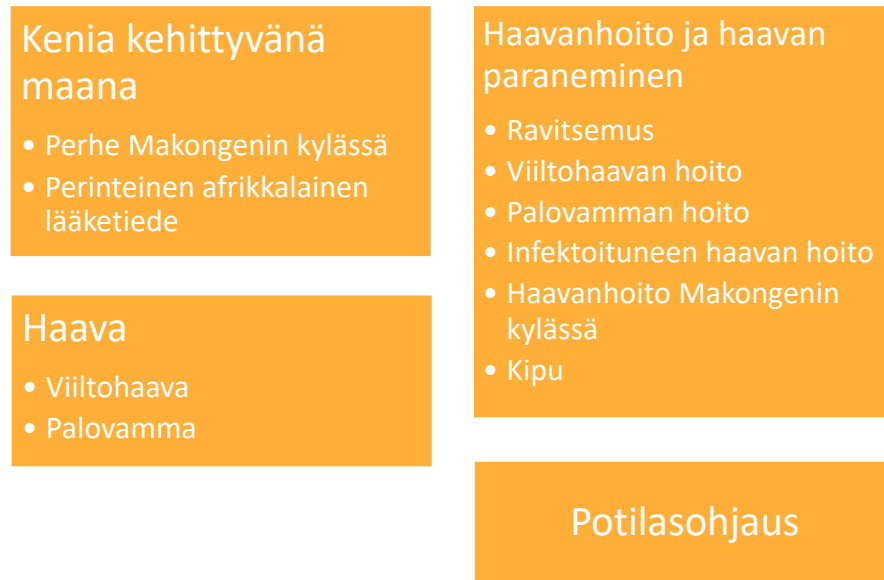 Kenia kehittyvänä
maana
• Perhe Makongenin kylässä
• Perinteinen afrikkalainen
lääketiede
Haava
• Viiltohaava
• Palovamma
Haavanhoito ja haavan
paraneminen
• Ravitsemus
• Viiltohaavan hoito
• Palovamman hoito
• Infektoituneen haavan hoito
• Haavanhoito Makongenin
kylässä
• Kipu
Potilasohjaus